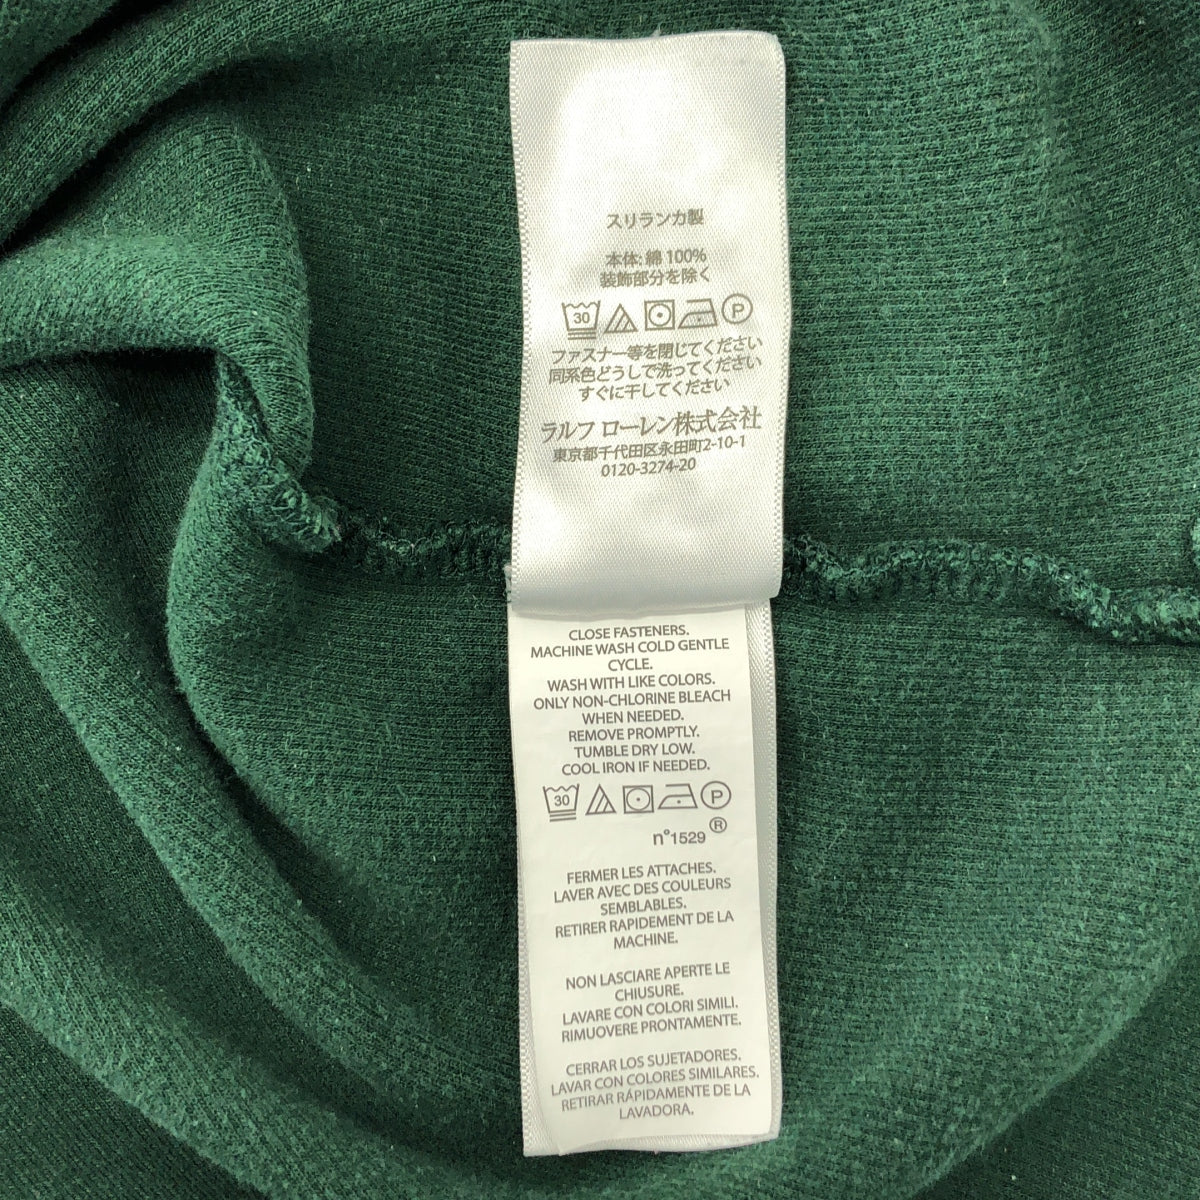 スリランカ製
本体: 綿 100%
装飾部分を除く
30 P
ファスナー等を閉じてください
同系色どうしで洗ってください
すぐに干してください
ラルフ ローレン株式会社
東京都千代田区永田町2-10-1
0120-3274-20
CLOSE FASTENERS.
MACHINE WASH COLD GENTLE
CYCLE.
WASH WITH LIKE COLORS.
ONLY NON-CHLORINE BLEACH
WHEN NEEDED.
REMOVE PROMPTLY.
TUMBLE DRY LOW.
COOL IRON IF NEEDED.
30 P
n°1529 ®
FERMER LES ATTACHES.
LAVER AVEC DES COULEURS
SEMBLABLES.
RETIRER RAPIDEMENT DE LA
MACHINE.
NON LASCIARE APERTE LE
CHIUSURE.
LAVARE CON COLORI SIMILI.
RIMUOVERE PRONTAMENTE.
CERRAR LOS SUJETADORES.
LAVAR CON COLORES SIMILARES.
RETIRAR RÁPIDAMENTE DE LA
LAVADORA.